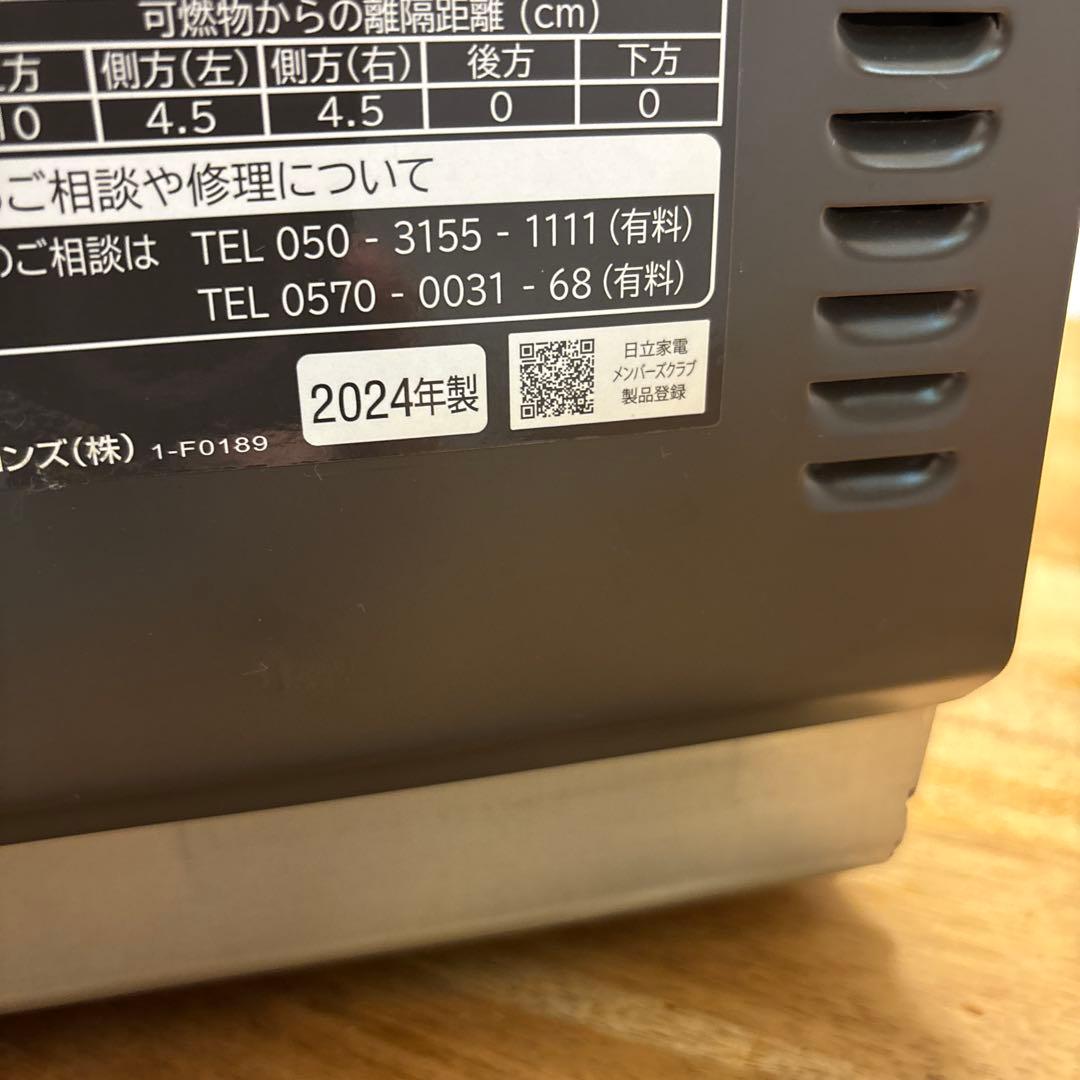 可燃物からの離隔距離(cm)
方 側方(左) 側方(右) 後方 下方
10 4.5 4.5 0 0
ご相談や修理について
のご相談は TEL 050 - 3155 - 1111 (有料)
TEL 0570 - 0031 - 68 (有料)
2024年製
日立家電
メンバーズクラブ
製品登録
ンズ(株) 1-F0189